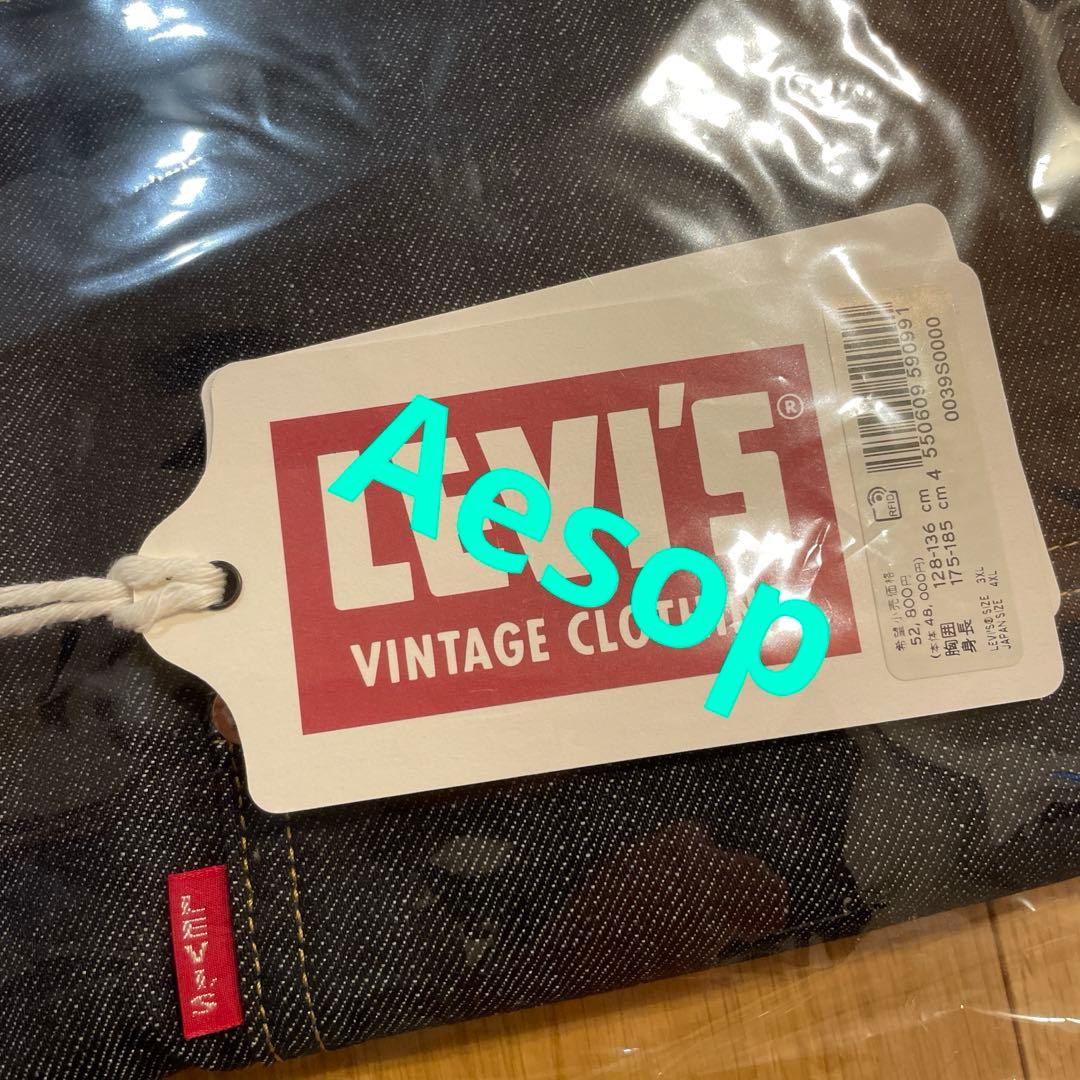 LEVI'S®
VINTAGE CLOTHING
Aesop
4 550609 590991
0039S0000
RFID
希望小売価格
52,800円
(本体 48,000円)
胸囲 128-136 cm
身長 175-185 cm
LEVI'S® SIZE 3XL
JAPAN SIZE 4XL
LEVI'S